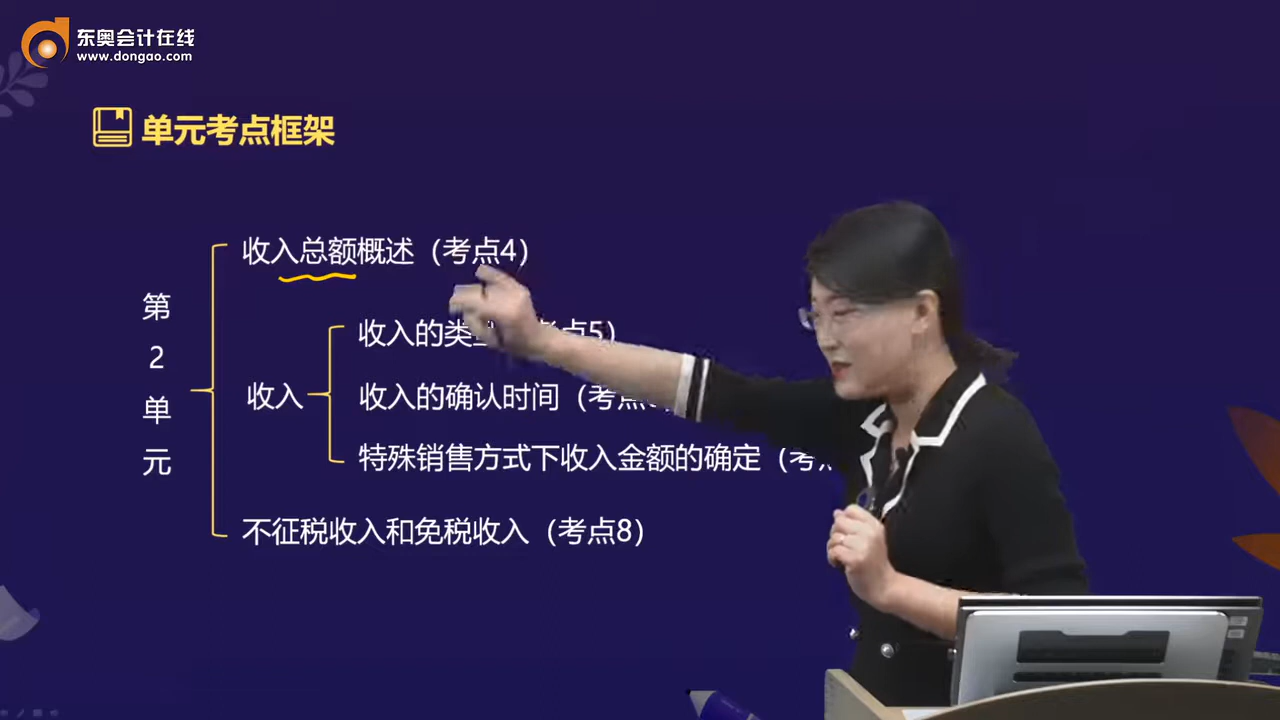 东奥会计在线
www.dongao.com
单元考点框架
第2单元
收入总额概述（考点4）
收入
收入的类 考点5）
收入的确认时间（考点
特殊销售方式下收入金额的确定（考
不征税收入和免税收入（考点8）